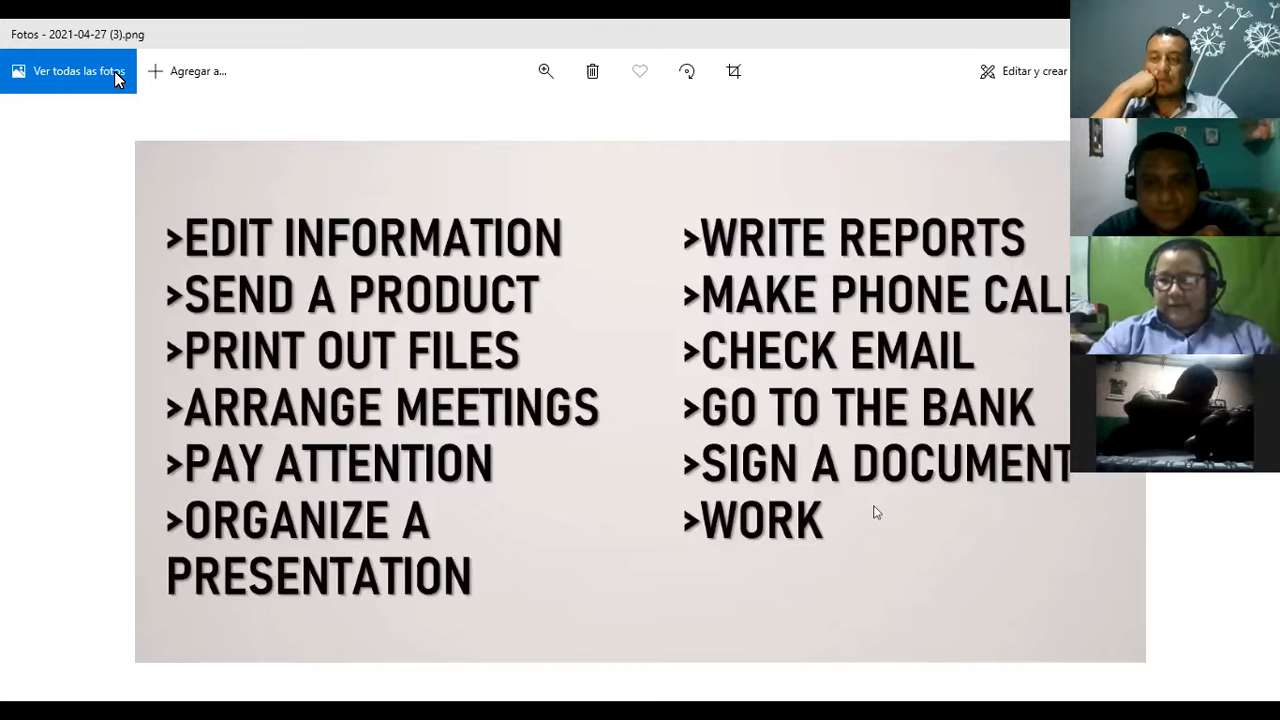 Fotos - 2021-04-27 (3).png
Ver todas las fotos
Agregar a...
Editar y crear
>EDIT INFORMATION
>SEND A PRODUCT
>PRINT OUT FILES
>ARRANGE MEETINGS
>PAY ATTENTION
>ORGANIZE A
PRESENTATION
>WRITE REPORTS
>MAKE PHONE CALL
>CHECK EMAIL
>GO TO THE BANK
>SIGN A DOCUMENT
>WORK